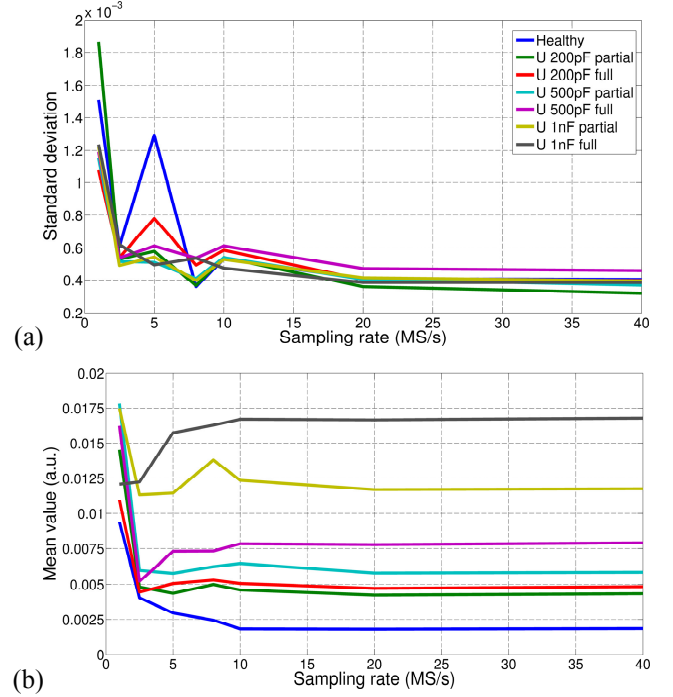 2 × 10⁻³
1.8
1.6
1.4
1.2
1
0.8
0.6
0.4
0.2
Standard deviation
Healthy
U 200pF partial
U 200pF full
U 500pF partial
U 500pF full
U 1nF partial
U 1nF full
0 5 10 15 20 25 30 35 40
Sampling rate (MS/s)
(a)
0.02
0.0175
0.015
0.0125
0.01
0.0075
0.005
0.0025
0
Mean value (a.u.)
0 5 10 15 20 25 30 35 40
Sampling rate (MS/s)
(b)